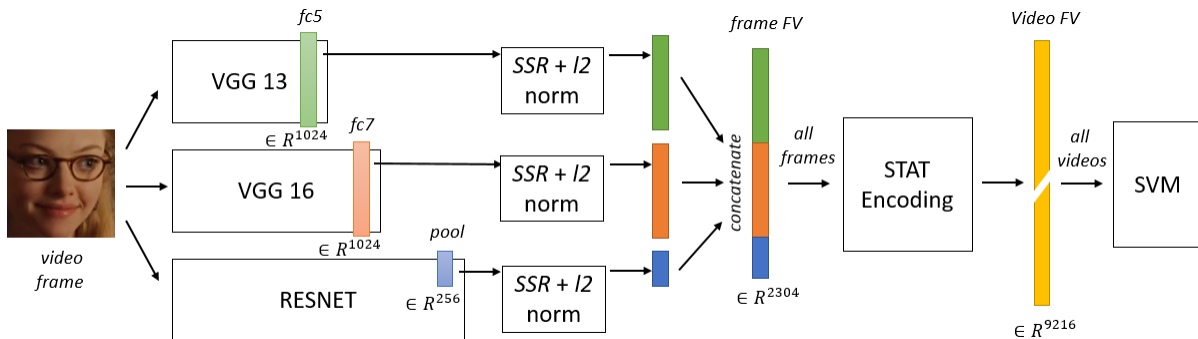 video
frame
VGG 13
fc5
∈ R^1024
SSR + l2
norm
VGG 16
fc7
∈ R^1024
SSR + l2
norm
RESNET
pool
∈ R^256
SSR + l2
norm
concatenate
frame FV
∈ R^2304
all
frames
STAT
Encoding
Video FV
∈ R^9216
all
videos
SVM